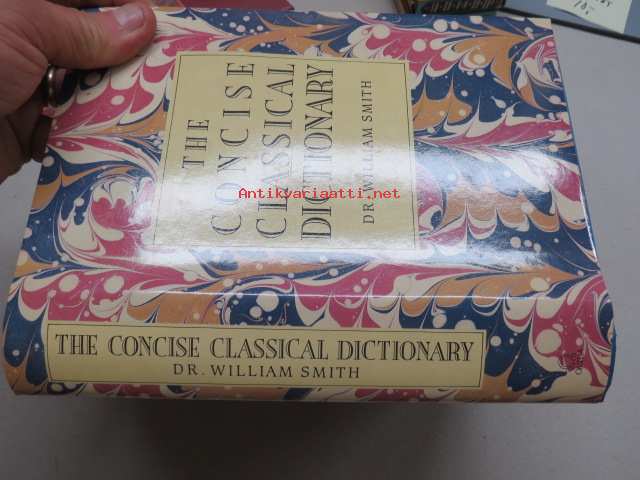 THE
CONCISE
CLASSICAL
DICTIONARY
DR. WILLIAM SMITH
Antikvariaatti.net
THE CONCISE CLASSICAL DICTIONARY
DR. WILLIAM SMITH